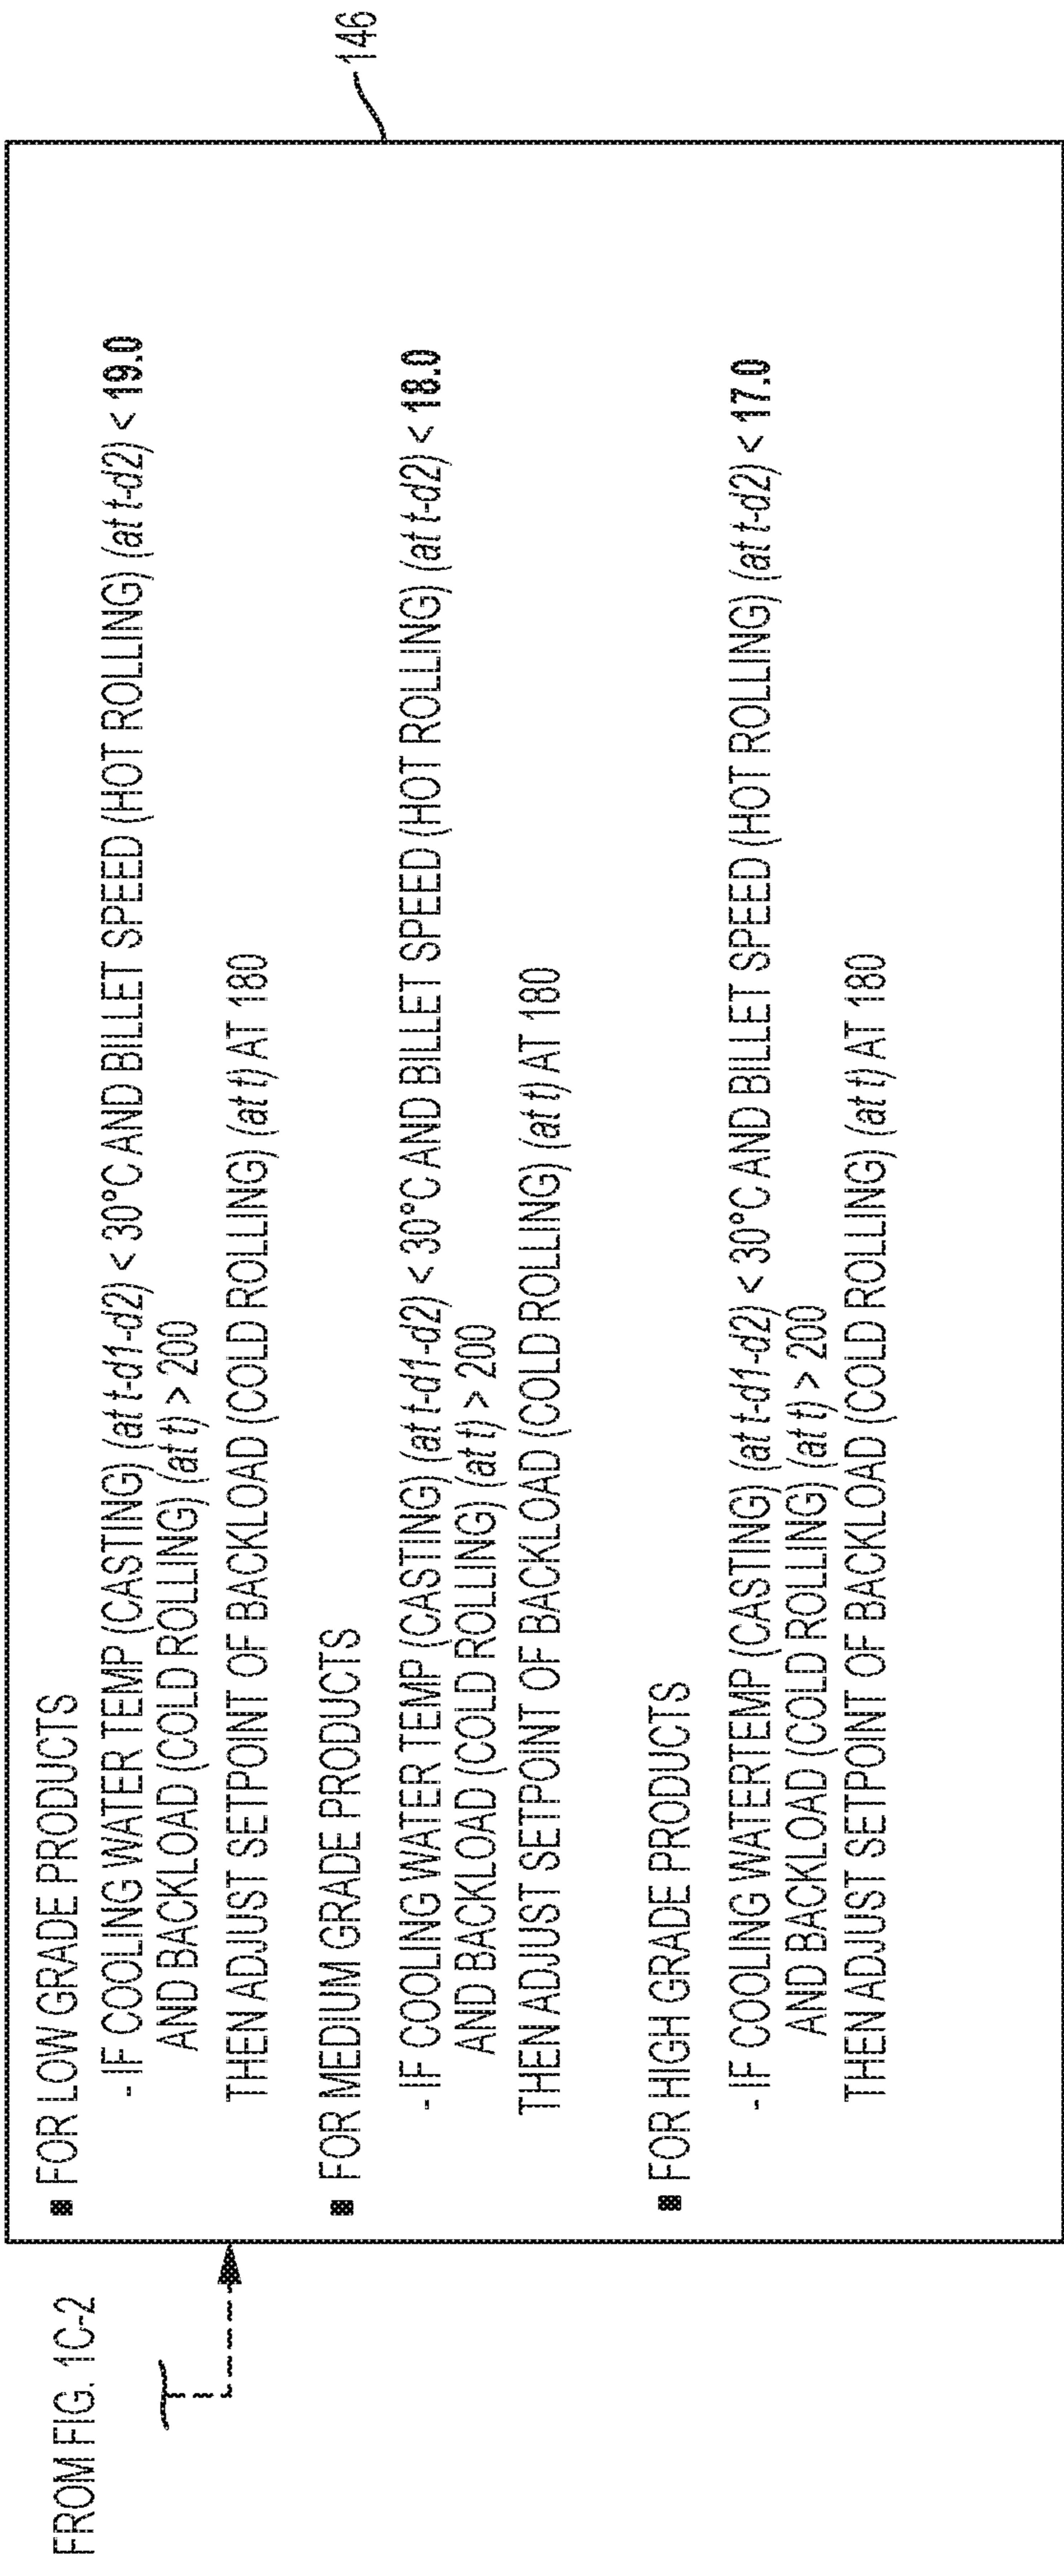 FROM FIG. 1C-2
146
■ FOR LOW GRADE PRODUCTS
- IF COOLING WATER TEMP (CASTING) (at t-d1-d2) < 30°C AND BILLET SPEED (HOT ROLLING) (at t-d2) < 19.0
AND BACKLOAD (COLD ROLLING) (at t) > 200
THEN ADJUST SETPOINT OF BACKLOAD (COLD ROLLING) (at t) AT 180
■ FOR MEDIUM GRADE PRODUCTS
- IF COOLING WATER TEMP (CASTING) (at t-d1-d2) < 30°C AND BILLET SPEED (HOT ROLLING) (at t-d2) < 18.0
AND BACKLOAD (COLD ROLLING) (at t) > 200
THEN ADJUST SETPOINT OF BACKLOAD (COLD ROLLING) (at t) AT 180
■ FOR HIGH GRADE PRODUCTS
- IF COOLING WATERTEMP (CASTING) (at t-d1-d2) < 30°C AND BILLET SPEED (HOT ROLLING) (at t-d2) < 17.0
AND BACKLOAD (COLD ROLLING) (at t) > 200
THEN ADJUST SETPOINT OF BACKLOAD (COLD ROLLING) (at t) AT 180